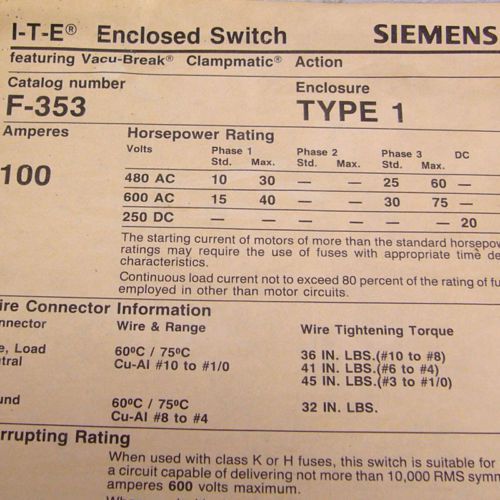 I-T-E® Enclosed Switch SIEMENS
featuring Vacu-Break® Clampmatic® Action
Catalog number Enclosure
F-353 TYPE 1
Amperes Horsepower Rating
Volts Phase 1 Phase 2 Phase 3 DC
Std. Max. Std. Max. Std. Max.
100 480 AC 10 30 — — 25 60 —
600 AC 15 40 — — 30 75 —
250 DC — — — — — — 20
The starting current of motors of more than the standard horsepow
ratings may require the use of fuses with appropriate time de
characteristics.
Continuous load current not to exceed 80 percent of the rating of fu
employed in other than motor circuits.
ire Connector Information
nnector Wire & Range Wire Tightening Torque
e, Load 60ºC / 75ºC 36 IN. LBS.(#10 to #8)
utral Cu-Al #10 to #1/0 41 IN. LBS.(#6 to #4)
45 IN. LBS.(#3 to #1/0)
und 60ºC / 75ºC 32 IN. LBS.
Cu-Al #8 to #4
rrupting Rating
When used with class K or H fuses, this switch is suitable for
a circuit capable of delivering not more than 10,000 RMS symm
amperes 600 volts maximum.